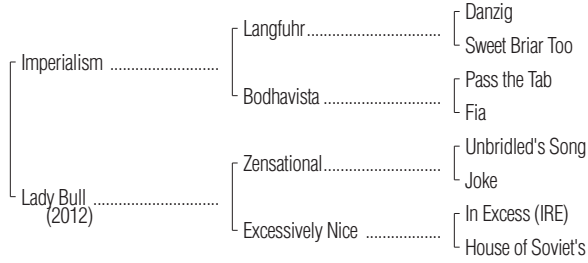 Danzig
Langfuhr..............................
Sweet Briar Too
Imperialism ........................
Pass the Tab
Bodhavista ..........................
Fia
Unbridled's Song
Zensational..........................
Joke
Lady Bull ............................
(2012)
In Excess (IRE)
Excessively Nice ................
House of Soviet's